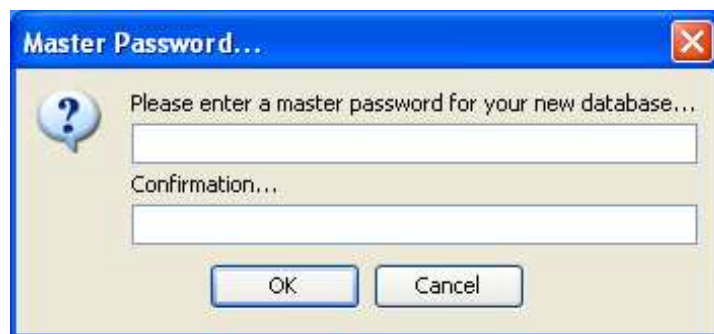 Master Password...
Please enter a master password for your new database...
Confirmation...
OK
Cancel